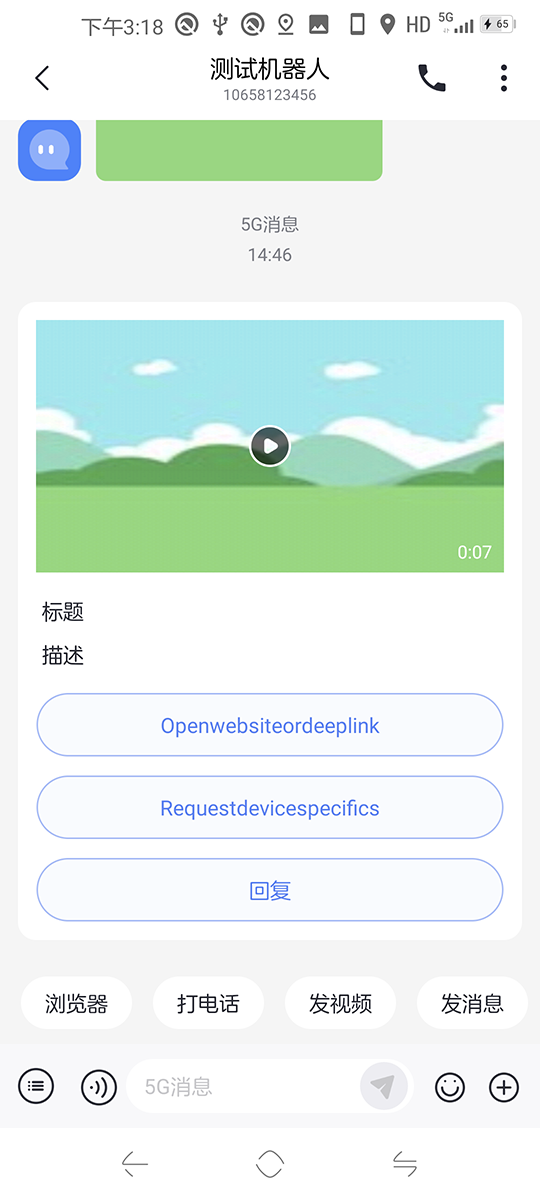 下午3:18 HD 5G 65
测试机器人
10658123456
5G消息
14:46
0:07
标题
描述
Openwebsiteordeeplink
Requestdevicespecifics
回复
浏览器 打电话 发视频 发消息
5G消息